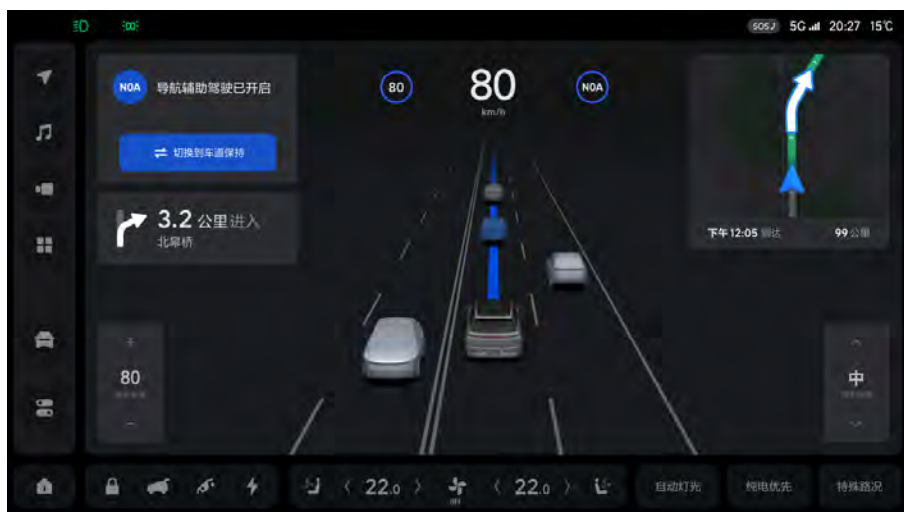 SOS 5G 20:27 15℃
NOA 导航辅助驾驶已开启
切换到车道保持
80
80
km/h
NOA
3.2 公里进入
北皋桥
下午12:05 到达 99公里
+
80
−
中
22.0
OFF
22.0
自动灯光
纯电优先
特殊路况